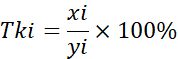 Tki = xi/yi × 100%